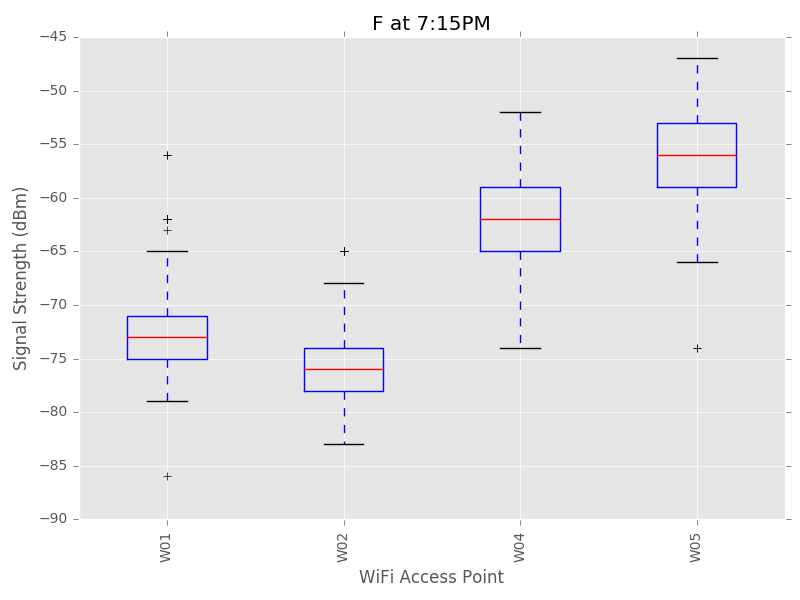 F at 7:15PM
Signal Strength (dBm)
−45
−50
−55
−60
−65
−70
−75
−80
−85
−90
W01
W02
W04
W05
WiFi Access Point